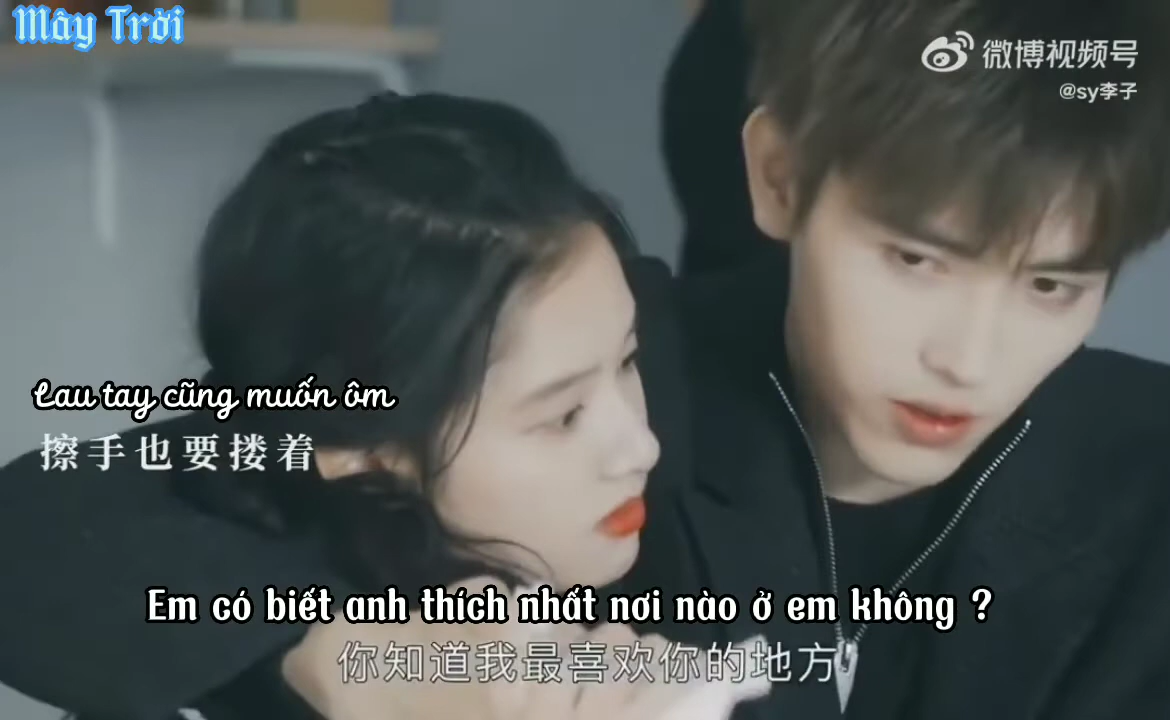 Mây Trời
微博视频号
@sy李子
Lau tay cũng muốn ôm
擦手也要搂着
Em có biết anh thích nhất nơi nào ở em không ?
你知道我最喜欢你的地方